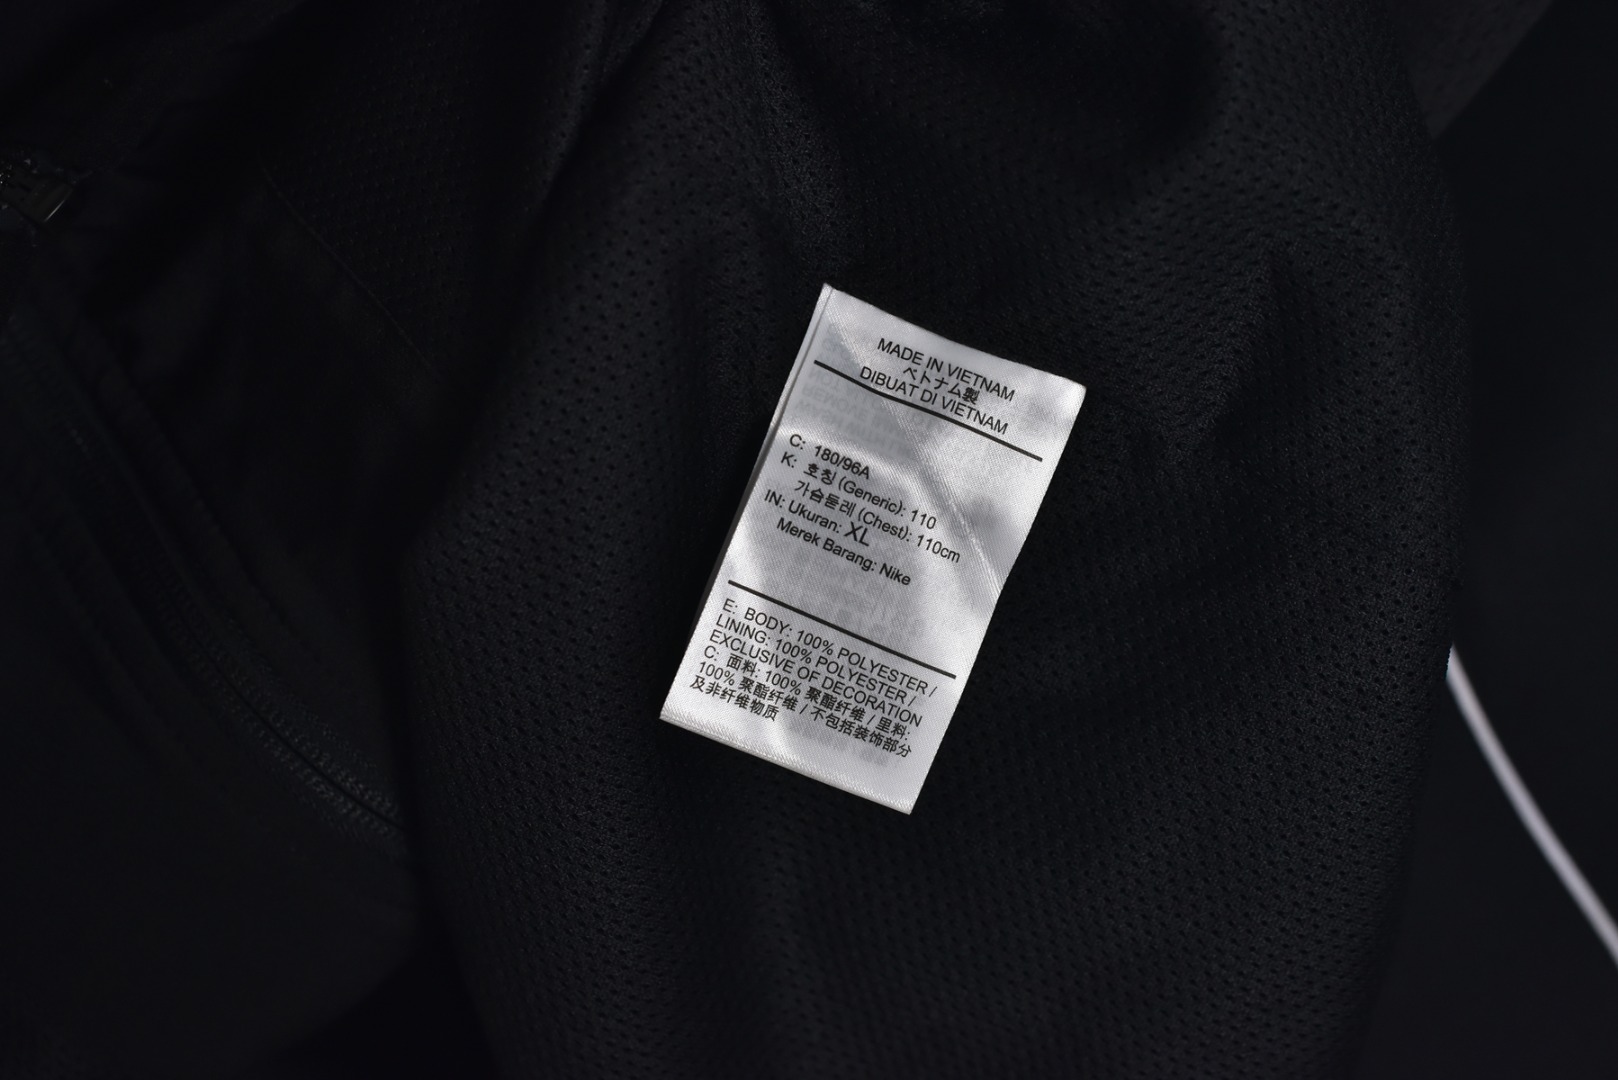 MADE IN VIETNAM
ベトナム製
DIBUAT DI VIETNAM
C: 180/96A
K: 호칭 (Generic): 110
가슴둘레 (Chest): 110cm
IN: Ukuran: XL
Merek Barang: Nike
E: BODY: 100% POLYESTER /
LINING: 100% POLYESTER /
EXCLUSIVE OF DECORATION
C: 面料: 100% 聚酯纤维 / 里料:
100% 聚酯纤维 / 不包括装饰部分
及非纤维物质